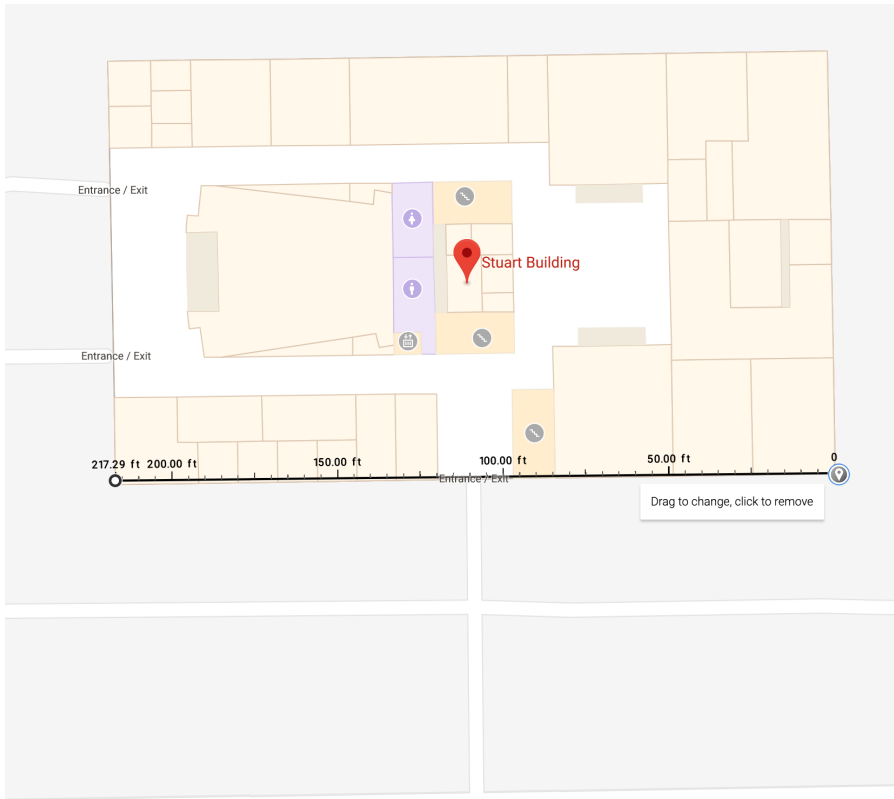 Entrance / Exit
Stuart Building
Entrance / Exit
217.29 ft 200.00 ft 150.00 ft 100.00 ft 50.00 ft 0
Entrance / Exit
Drag to change, click to remove